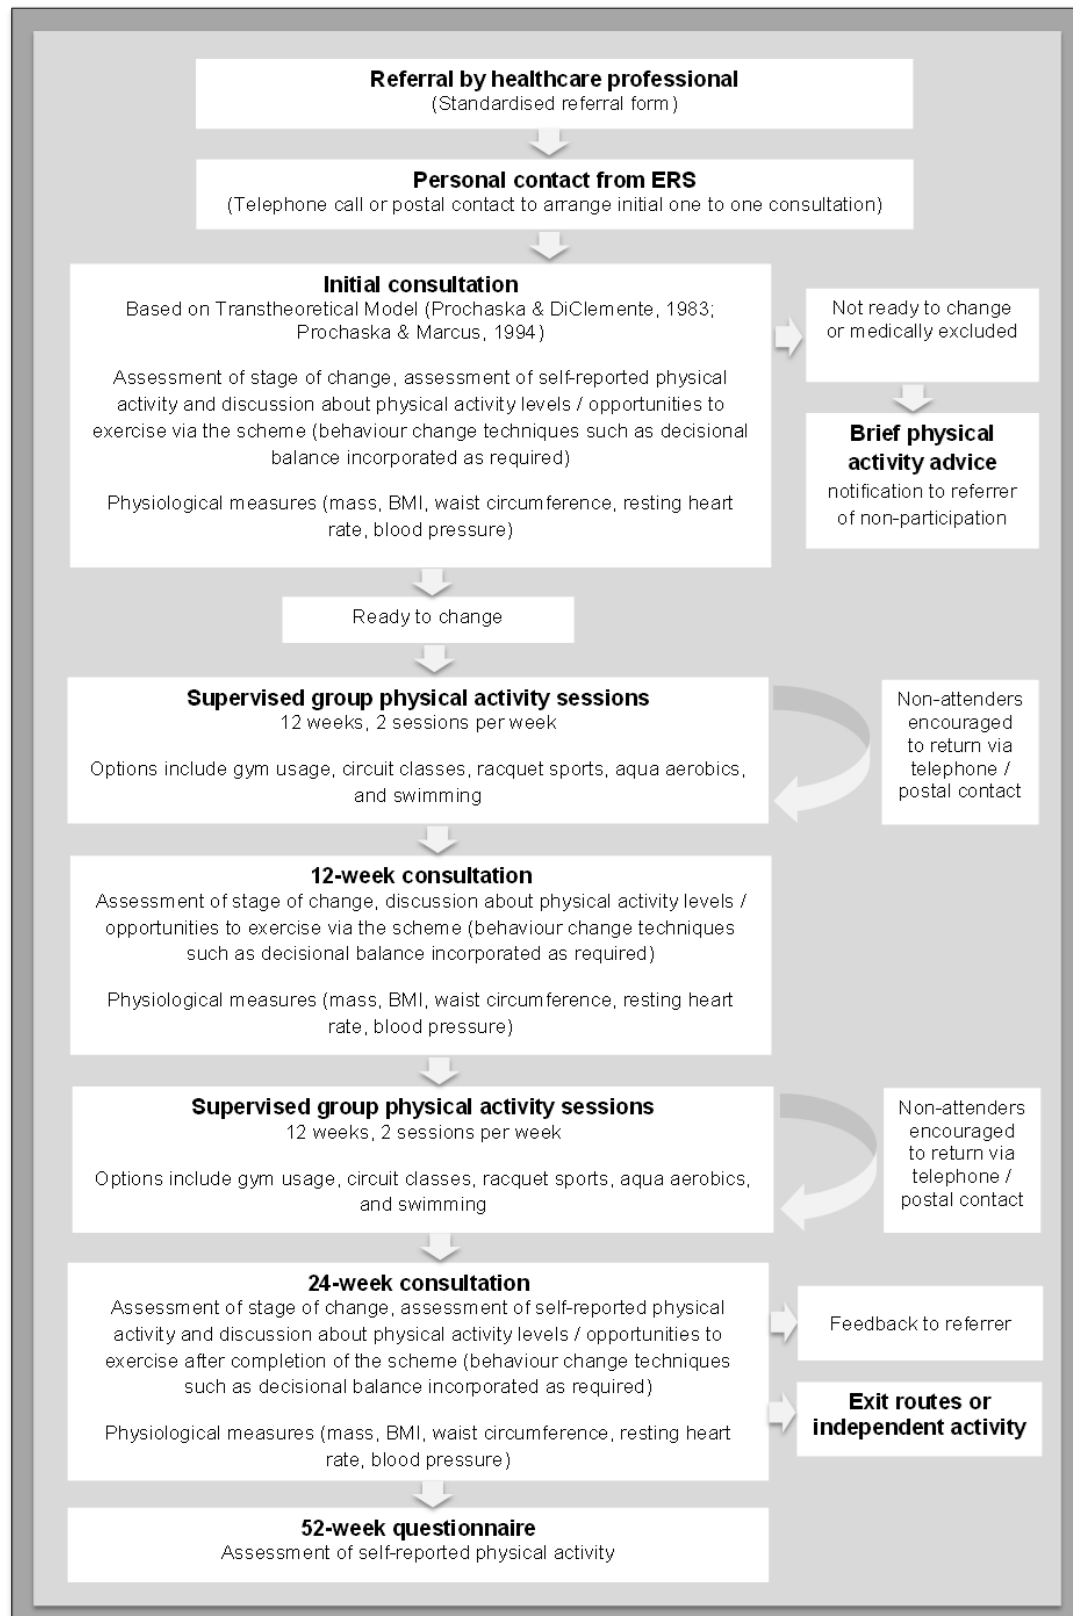 Referral by healthcare professional
(Standardised referral form)
Personal contact from ERS
(Telephone call or postal contact to arrange initial one to one consultation)
Initial consultation
Based on Transtheoretical Model (Prochaska & DiClemente, 1983;
Prochaska & Marcus, 1994)
Assessment of stage of change, assessment of self-reported physical
activity and discussion about physical activity levels / opportunities to
exercise via the scheme (behaviour change techniques such as decisional
balance incorporated as required)
Physiological measures (mass, BMI, waist circumference, resting heart
rate, blood pressure)
Not ready to change
or medically excluded
Brief physical
activity advice
notification to referrer
of non-participation
Ready to change
Supervised group physical activity sessions
12 weeks, 2 sessions per week
Options include gym usage, circuit classes, racquet sports, aqua aerobics,
and swimming
Non-attenders
encouraged
to return via
telephone /
postal contact
12-week consultation
Assessment of stage of change, discussion about physical activity levels /
opportunities to exercise via the scheme (behaviour change techniques
such as decisional balance incorporated as required)
Physiological measures (mass, BMI, waist circumference, resting heart
rate, blood pressure)
Supervised group physical activity sessions
12 weeks, 2 sessions per week
Options include gym usage, circuit classes, racquet sports, aqua aerobics,
and swimming
Non-attenders
encouraged
to return via
telephone /
postal contact
24-week consultation
Assessment of stage of change, assessment of self-reported physical
activity and discussion about physical activity levels / opportunities to
exercise after completion of the scheme (behaviour change techniques
such as decisional balance incorporated as required)
Physiological measures (mass, BMI, waist circumference, resting heart
rate, blood pressure)
Feedback to referrer
Exit routes or
independent activity
52-week questionnaire
Assessment of self-reported physical activity